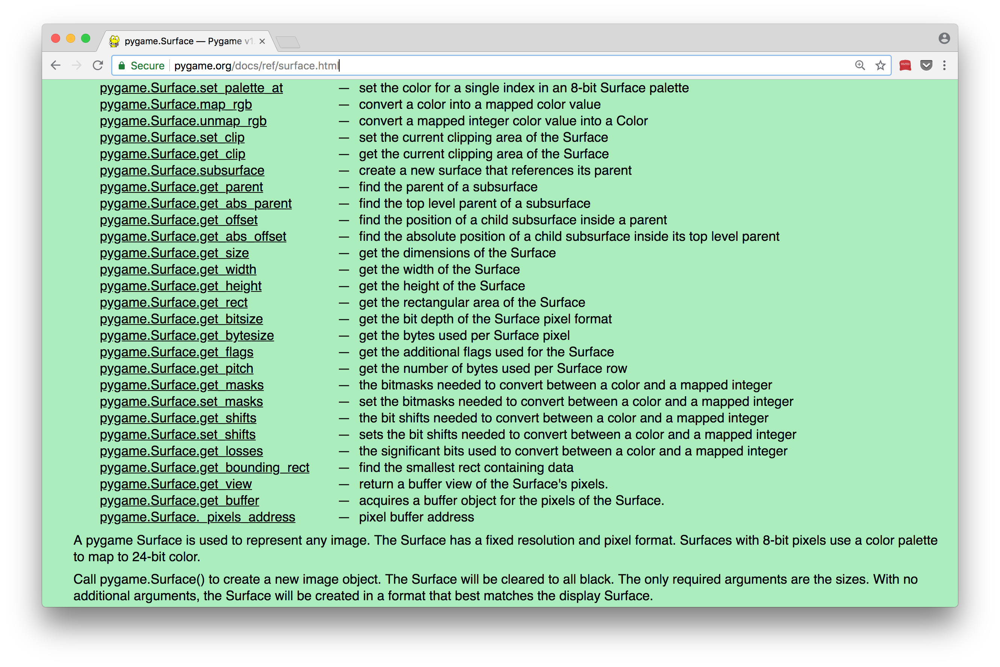 pygame.Surface — Pygame v1.
Secure pygame.org/docs/ref/surface.html
pygame.Surface.set_palette_at — set the color for a single index in an 8-bit Surface palette
pygame.Surface.map_rgb — convert a color into a mapped color value
pygame.Surface.unmap_rgb — convert a mapped integer color value into a Color
pygame.Surface.set_clip — set the current clipping area of the Surface
pygame.Surface.get_clip — get the current clipping area of the Surface
pygame.Surface.subsurface — create a new surface that references its parent
pygame.Surface.get_parent — find the parent of a subsurface
pygame.Surface.get_abs_parent — find the top level parent of a subsurface
pygame.Surface.get_offset — find the position of a child subsurface inside a parent
pygame.Surface.get_abs_offset — find the absolute position of a child subsurface inside its top level parent
pygame.Surface.get_size — get the dimensions of the Surface
pygame.Surface.get_width — get the width of the Surface
pygame.Surface.get_height — get the height of the Surface
pygame.Surface.get_rect — get the rectangular area of the Surface
pygame.Surface.get_bitsize — get the bit depth of the Surface pixel format
pygame.Surface.get_bytesize — get the bytes used per Surface pixel
pygame.Surface.get_flags — get the additional flags used for the Surface
pygame.Surface.get_pitch — get the number of bytes used per Surface row
pygame.Surface.get_masks — the bitmasks needed to convert between a color and a mapped integer
pygame.Surface.set_masks — set the bitmasks needed to convert between a color and a mapped integer
pygame.Surface.get_shifts — the bit shifts needed to convert between a color and a mapped integer
pygame.Surface.set_shifts — sets the bit shifts needed to convert between a color and a mapped integer
pygame.Surface.get_losses — the significant bits used to convert between a color and a mapped integer
pygame.Surface.get_bounding_rect — find the smallest rect containing data
pygame.Surface.get_view — return a buffer view of the Surface's pixels.
pygame.Surface.get_buffer — acquires a buffer object for the pixels of the Surface.
pygame.Surface._pixels_address — pixel buffer address
A pygame Surface is used to represent any image. The Surface has a fixed resolution and pixel format. Surfaces with 8-bit pixels use a color palette
to map to 24-bit color.
Call pygame.Surface() to create a new image object. The Surface will be cleared to all black. The only required arguments are the sizes. With no
additional arguments, the Surface will be created in a format that best matches the display Surface.